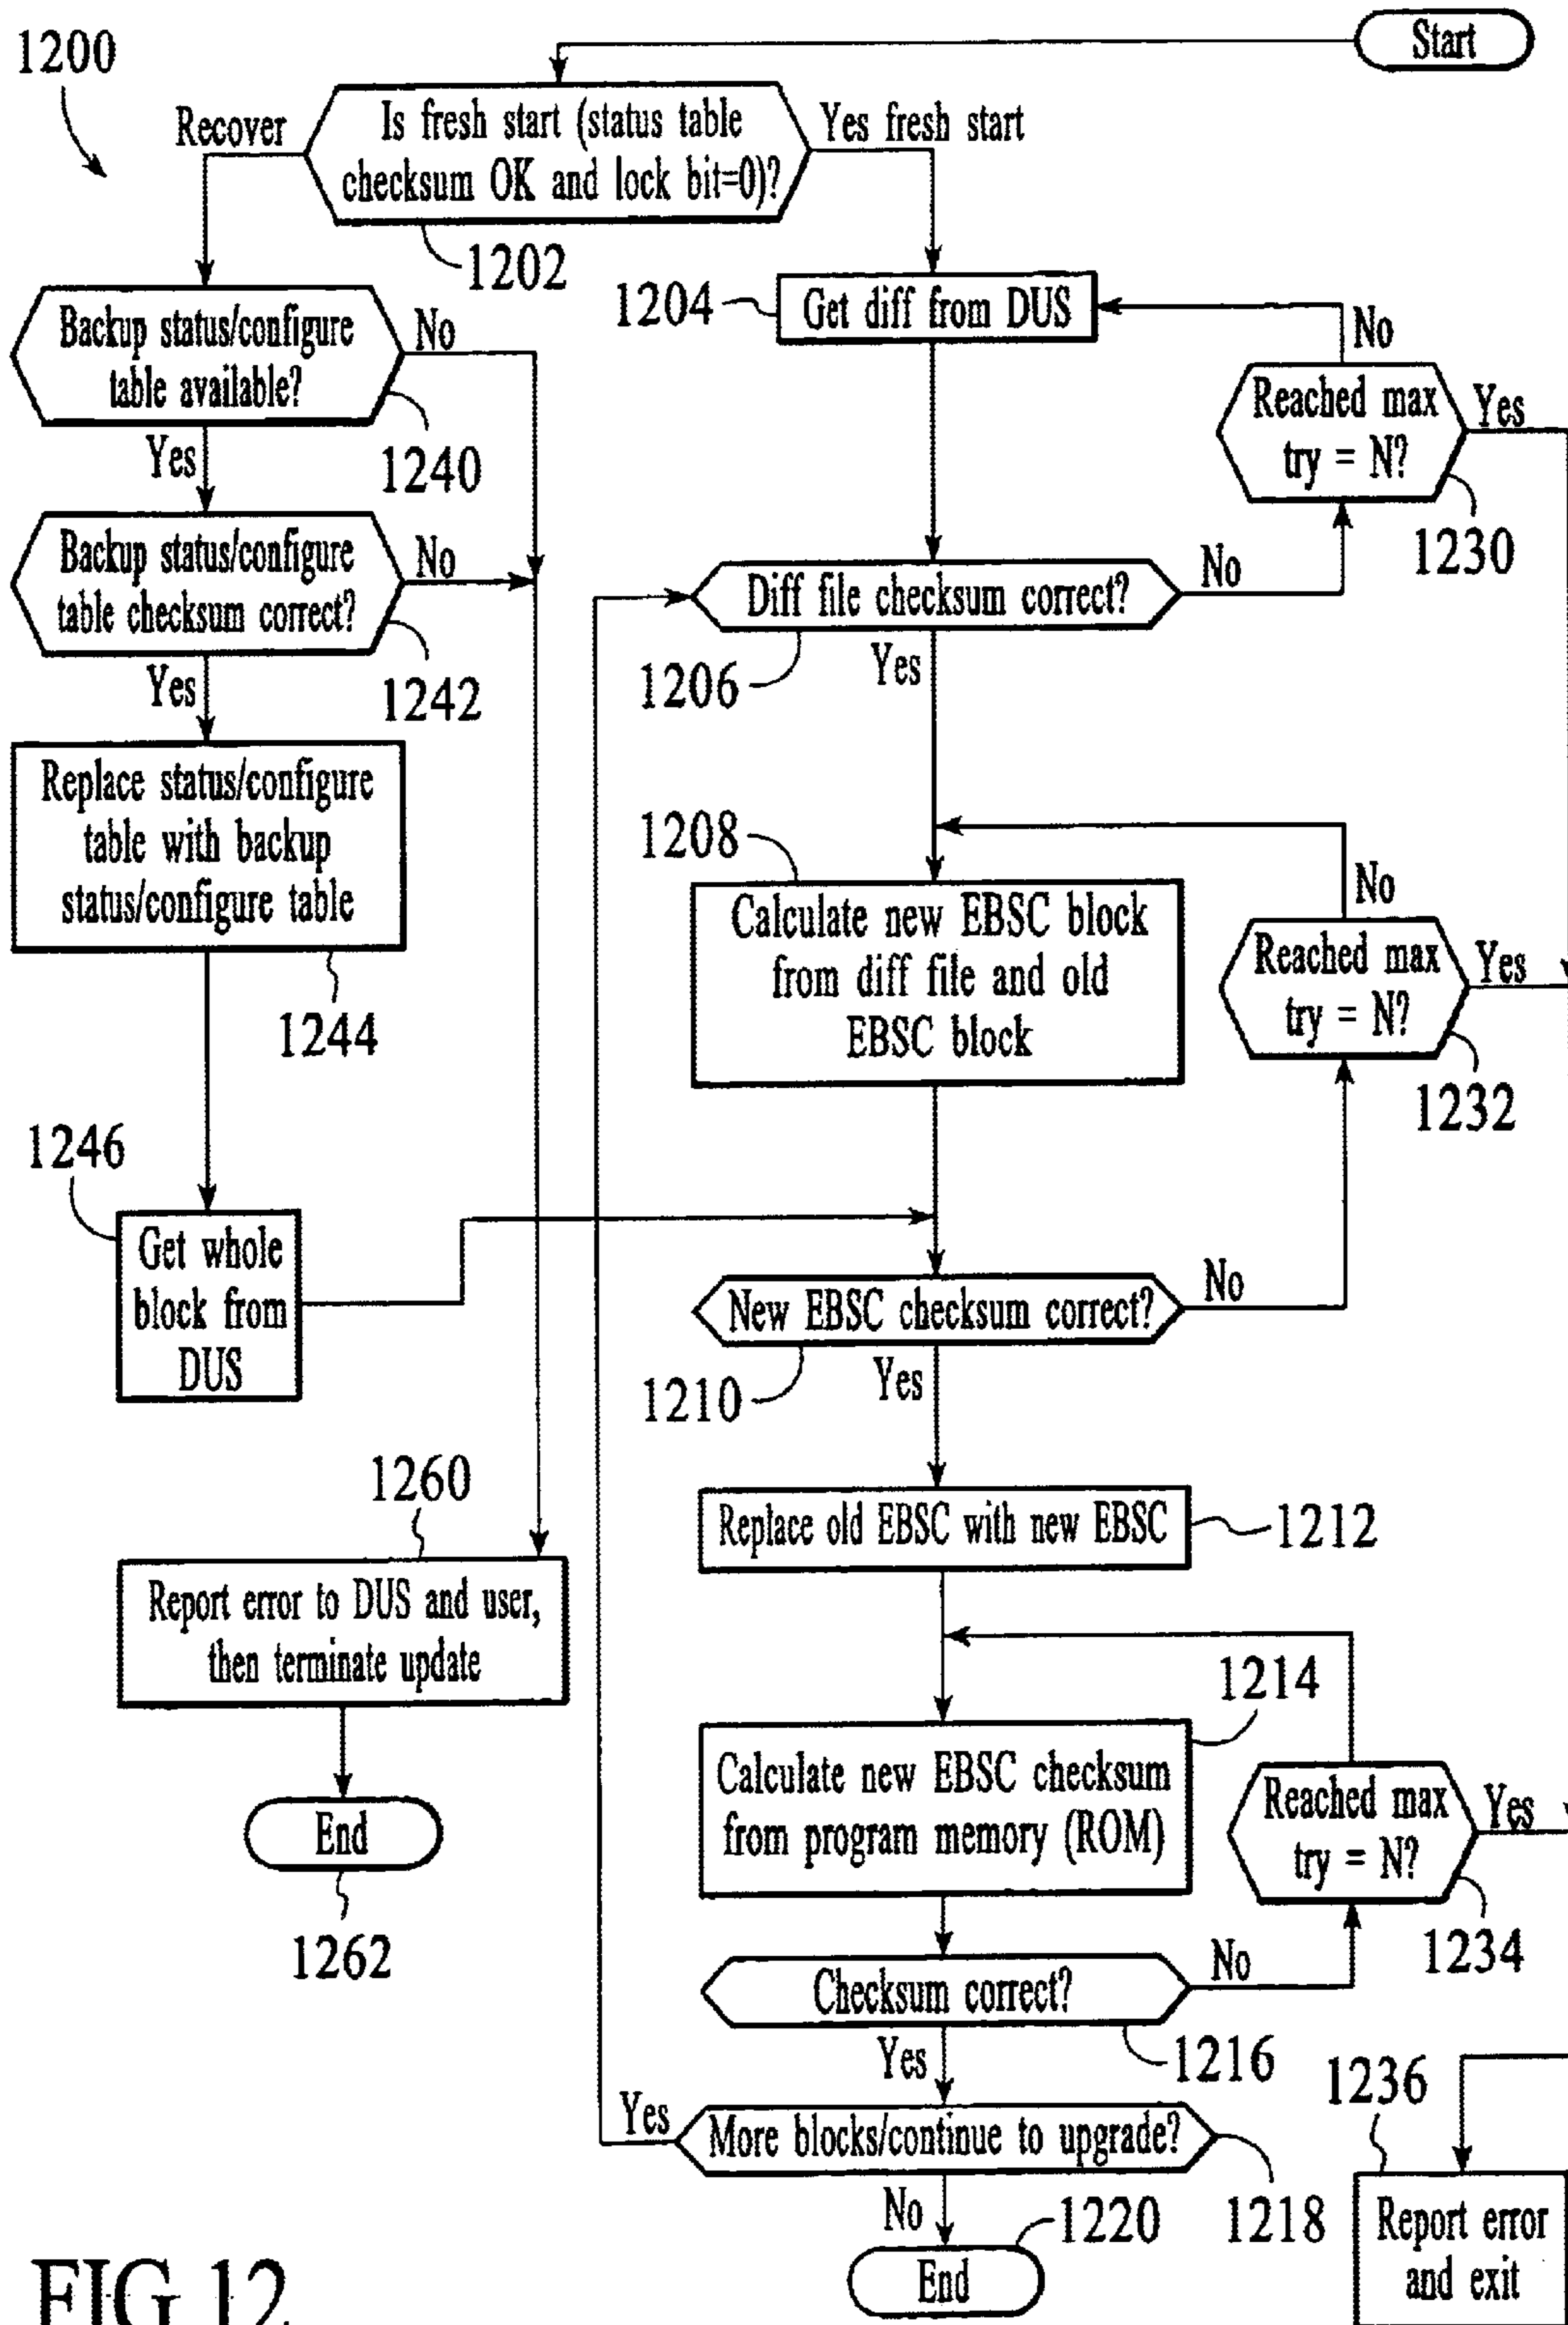 1200
Start
Is fresh start (status table
checksum OK and lock bit=0)?
Recover
Yes fresh start
1202
Backup status/configure
table available?
No
1240
Yes
Backup status/configure
table checksum correct?
No
1242
Yes
Replace status/configure
table with backup
status/configure table
1244
1246
Get whole
block from
DUS
1260
Report error to DUS and user,
then terminate update
End
1262
1204
Get diff from DUS
No
Reached max
try = N?
Yes
1230
Diff file checksum correct?
No
1206
Yes
1208
Calculate new EBSC block
from diff file and old
EBSC block
No
Reached max
try = N?
Yes
1232
New EBSC checksum correct?
No
1210
Yes
Replace old EBSC with new EBSC
1212
1214
Calculate new EBSC checksum
from program memory (ROM)
Reached max
try = N?
Yes
1234
Checksum correct?
No
1216
Yes
More blocks/continue to upgrade?
Yes
1218
No
1220
End
1236
Report error
and exit
FIG.12